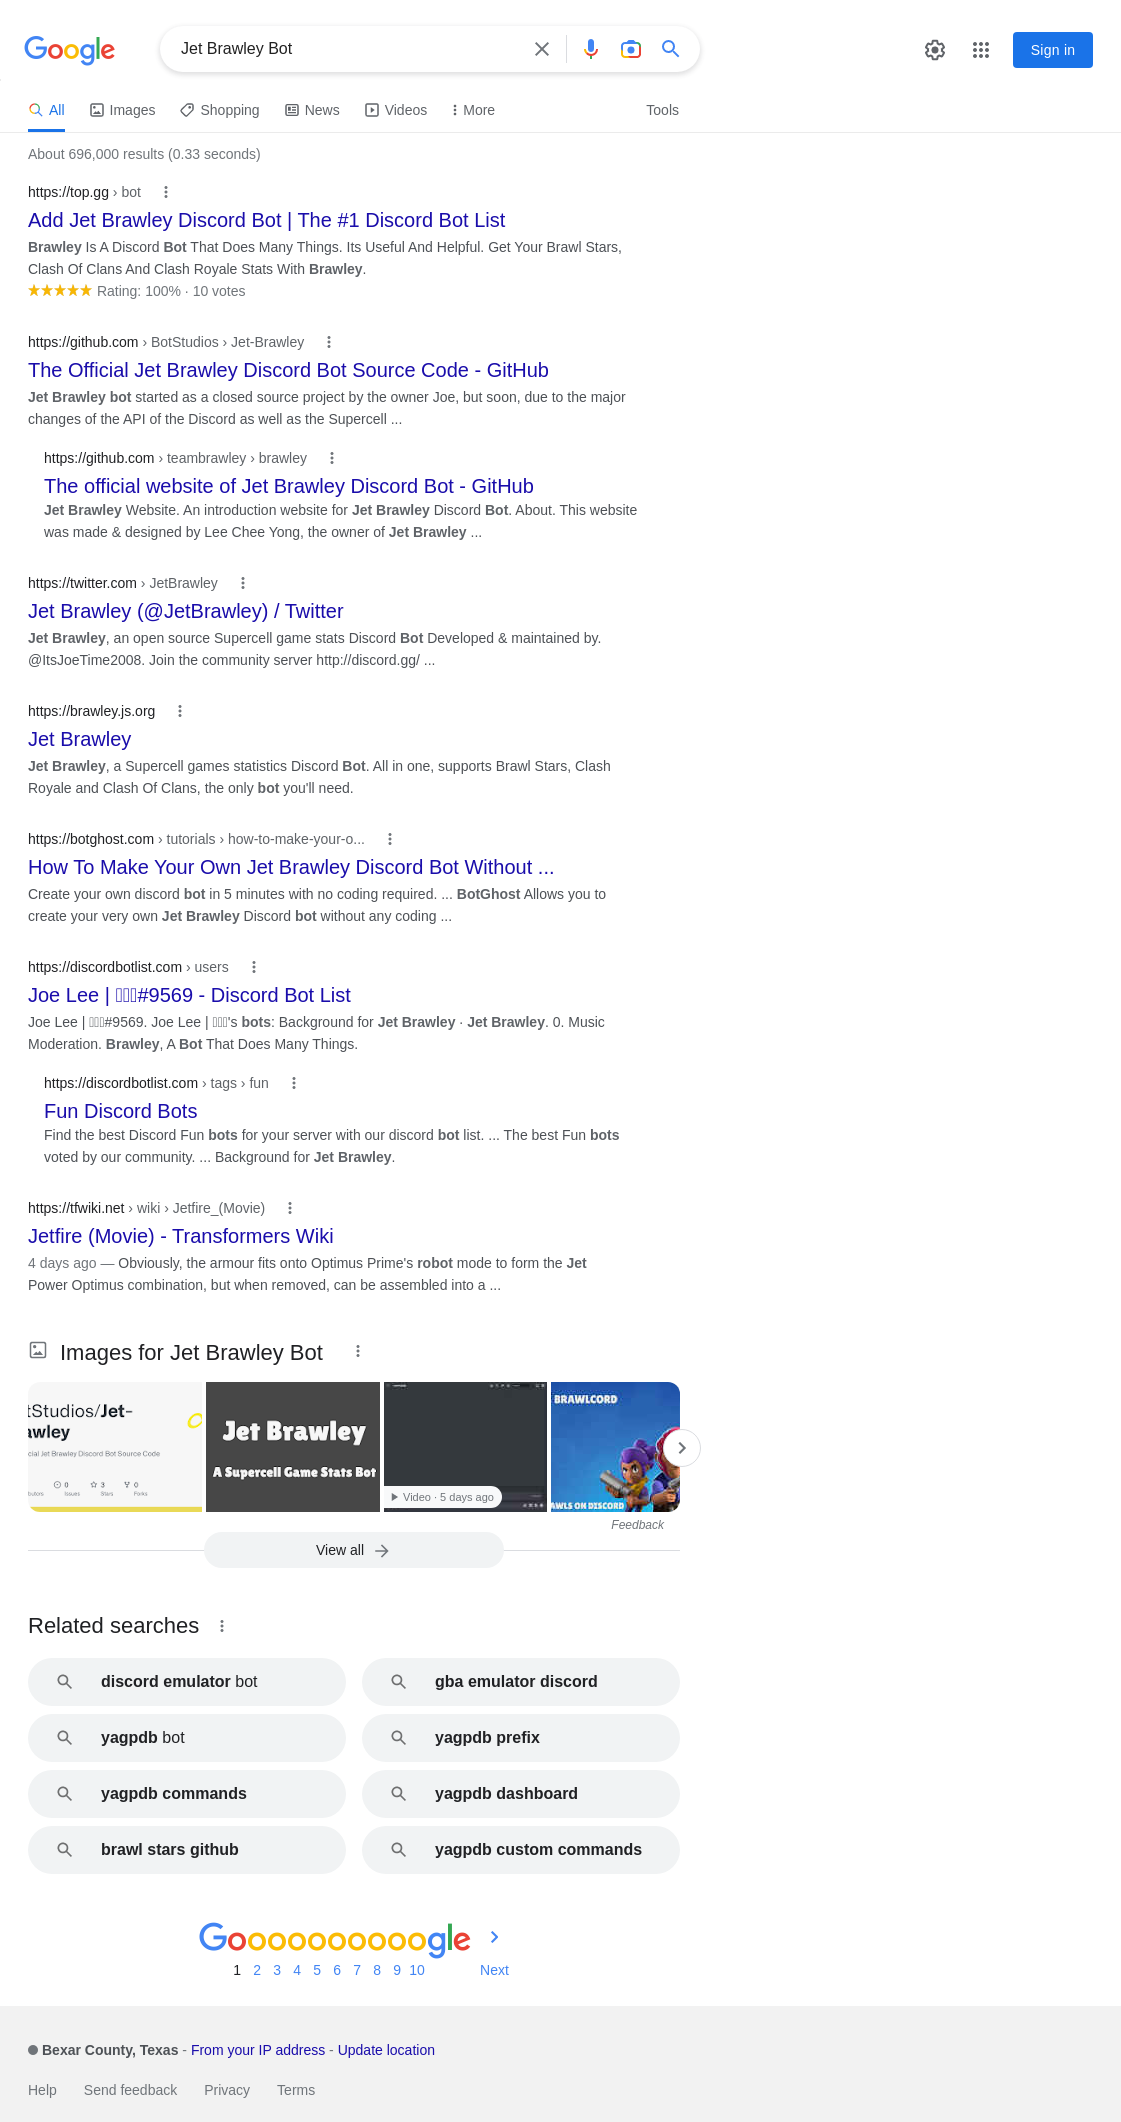 Google
Jet Brawley Bot
Sign in
All
Images
Shopping
News
Videos
More
Tools
About 696,000 results (0.33 seconds)
https://top.gg › bot
Add Jet Brawley Discord Bot | The #1 Discord Bot List
Brawley Is A Discord Bot That Does Many Things. Its Useful And Helpful. Get Your Brawl Stars,
Clash Of Clans And Clash Royale Stats With Brawley.
Rating: 100% · 10 votes
https://github.com › BotStudios › Jet-Brawley
The Official Jet Brawley Discord Bot Source Code - GitHub
Jet Brawley bot started as a closed source project by the owner Joe, but soon, due to the major
changes of the API of the Discord as well as the Supercell ...
https://github.com › teambrawley › brawley
The official website of Jet Brawley Discord Bot - GitHub
Jet Brawley Website. An introduction website for Jet Brawley Discord Bot. About. This website
was made & designed by Lee Chee Yong, the owner of Jet Brawley ...
https://twitter.com › JetBrawley
Jet Brawley (@JetBrawley) / Twitter
Jet Brawley, an open source Supercell game stats Discord Bot Developed & maintained by.
@ItsJoeTime2008. Join the community server http://discord.gg/ ...
https://brawley.js.org
Jet Brawley
Jet Brawley, a Supercell games statistics Discord Bot. All in one, supports Brawl Stars, Clash
Royale and Clash Of Clans, the only bot you'll need.
https://botghost.com › tutorials › how-to-make-your-o...
How To Make Your Own Jet Brawley Discord Bot Without ...
Create your own discord bot in 5 minutes with no coding required. ... BotGhost Allows you to
create your very own Jet Brawley Discord bot without any coding ...
https://discordbotlist.com › users
Joe Lee | #9569 - Discord Bot List
Joe Lee | #9569. Joe Lee | 's bots: Background for Jet Brawley · Jet Brawley. 0. Music
Moderation. Brawley, A Bot That Does Many Things.
https://discordbotlist.com › tags › fun
Fun Discord Bots
Find the best Discord Fun bots for your server with our discord bot list. ... The best Fun bots
voted by our community. ... Background for Jet Brawley.
https://tfwiki.net › wiki › Jetfire_(Movie)
Jetfire (Movie) - Transformers Wiki
4 days ago — Obviously, the armour fits onto Optimus Prime's robot mode to form the Jet
Power Optimus combination, but when removed, can be assembled into a ...
Images for Jet Brawley Bot
tStudios/Jet-
awley
cial Jet Brawley Discord Bot Source Code
0
3
0
butors
Issues
Stars
Forks
Jet Brawley
A Supercell Game Stats Bot
Video · 5 days ago
BRAWLCORD
AWLS ON DISCORD
Feedback
View all
Related searches
discord emulator bot
gba emulator discord
yagpdb bot
yagpdb prefix
yagpdb commands
yagpdb dashboard
brawl stars github
yagpdb custom commands
Goooooooooogle
1 2 3 4 5 6 7 8 9 10
Next
Bexar County, Texas - From your IP address - Update location
Help
Send feedback
Privacy
Terms